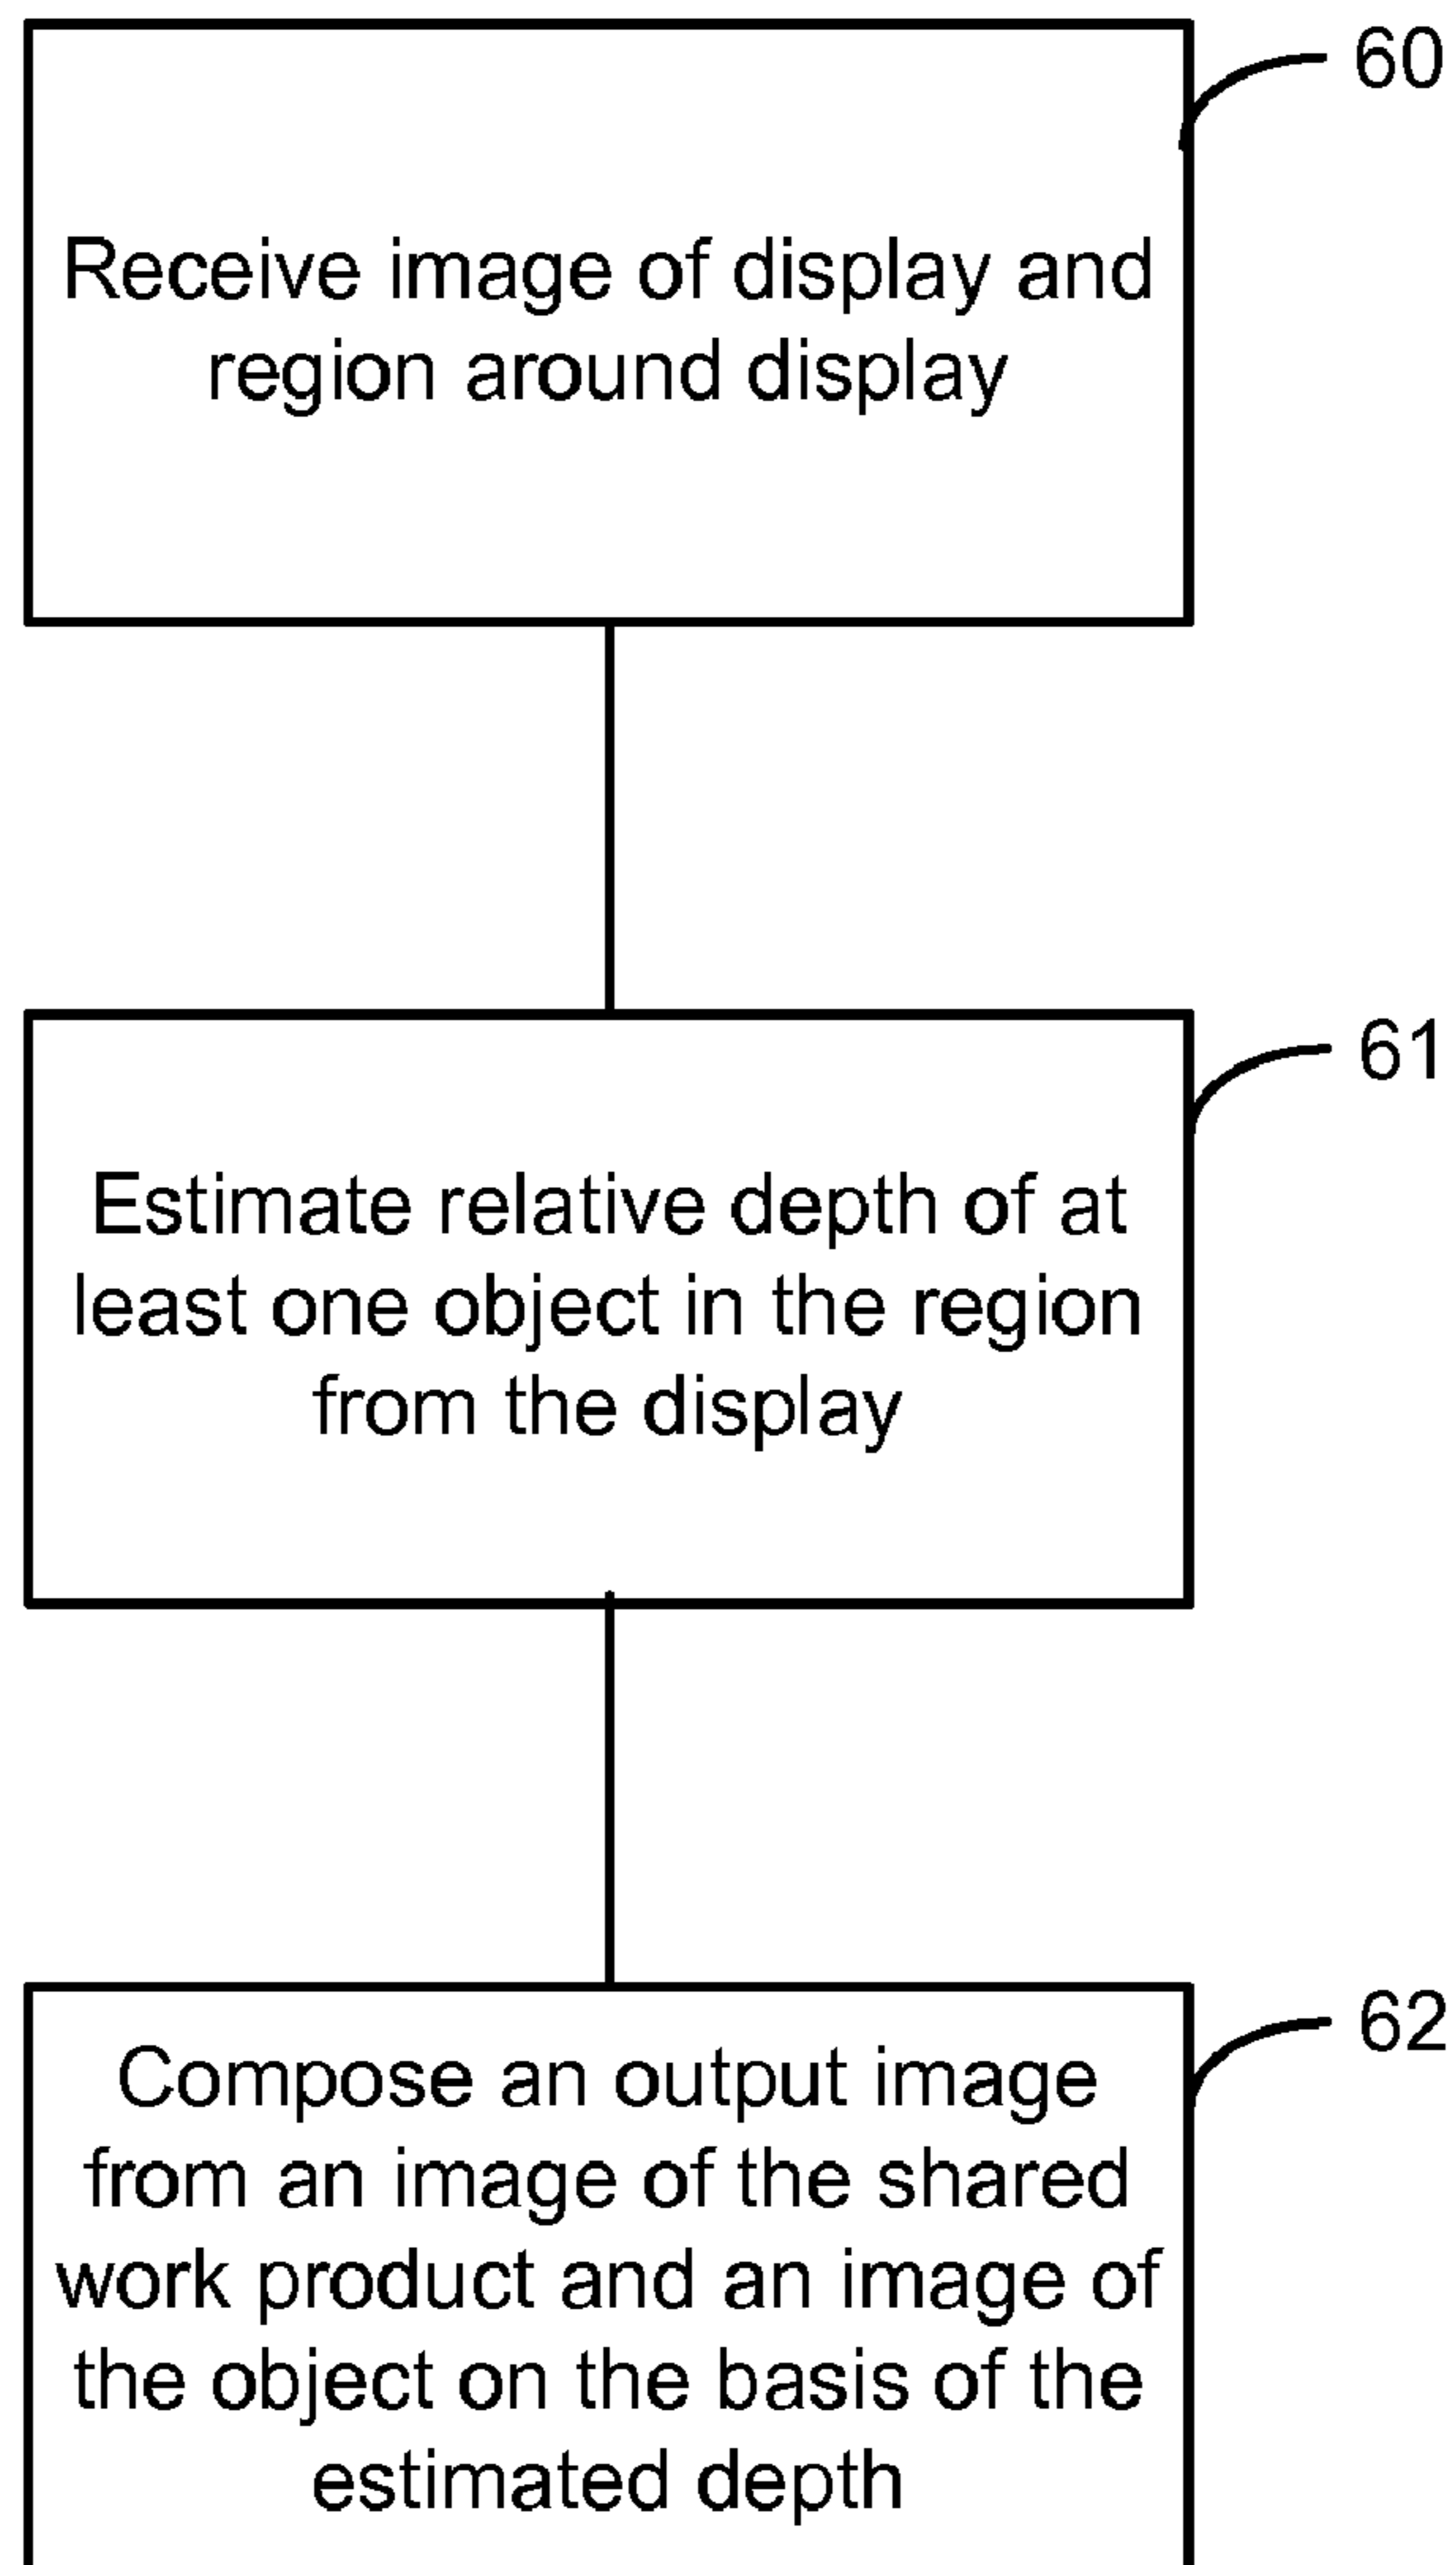 60
Receive image of display and
region around display
61
Estimate relative depth of at
least one object in the region
from the display
62
Compose an output image
from an image of the shared
work product and an image of
the object on the basis of the
estimated depth